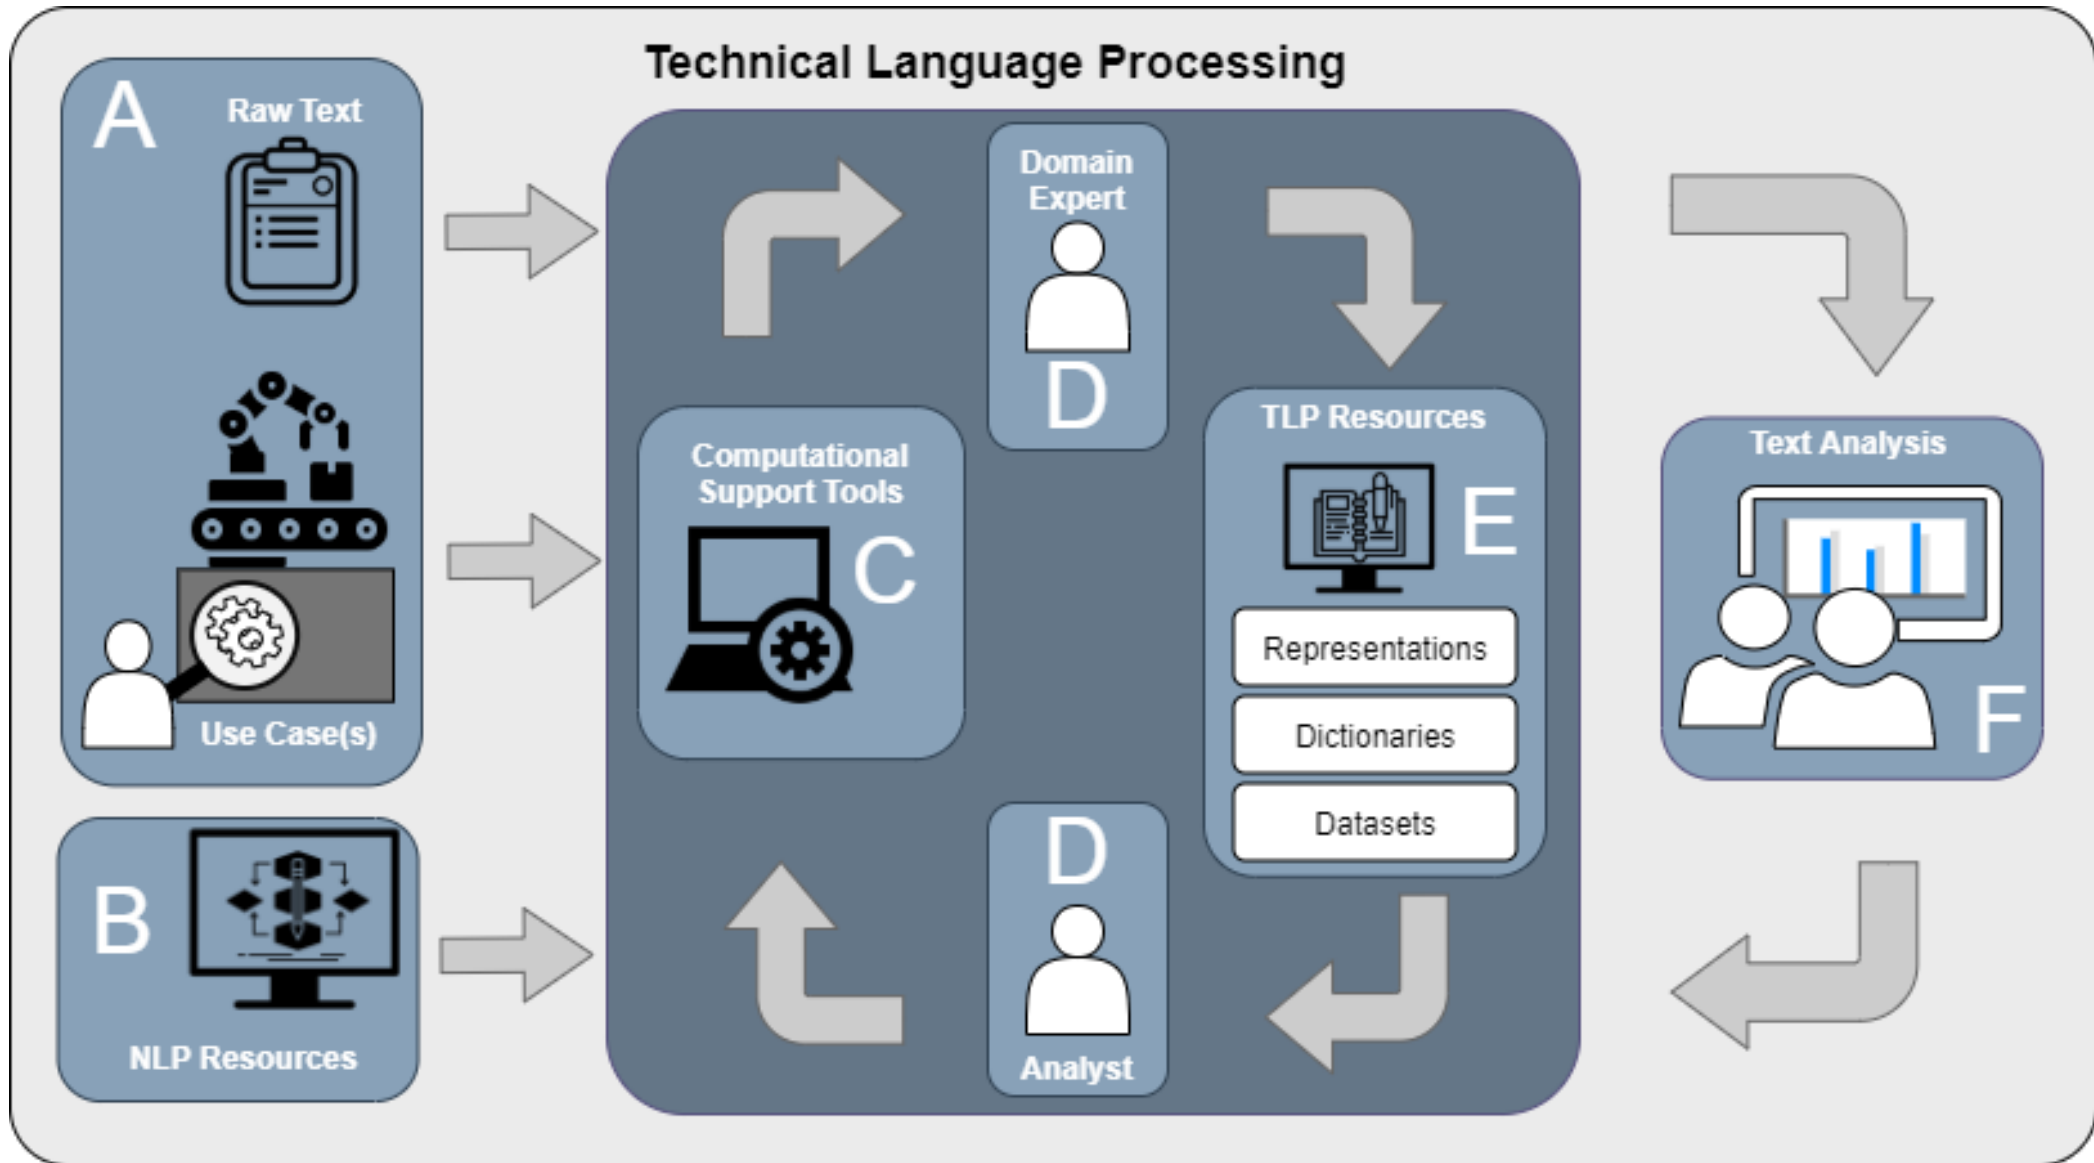 Technical Language Processing
A
Raw Text
Use Case(s)
B
NLP Resources
Computational
Support Tools
C
Domain
Expert
D
TLP Resources
E
Representations
Dictionaries
Datasets
D
Analyst
Text Analysis
F